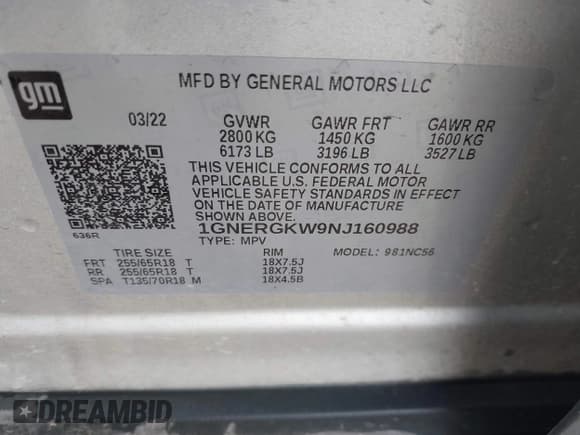 gm
MFD BY GENERAL MOTORS LLC
03/22 GVWR GAWR FRT GAWR RR
2800 KG 1450 KG 1600 KG
6173 LB 3196 LB 3527 LB
THIS VEHICLE CONFORMS TO ALL
APPLICABLE U.S. FEDERAL MOTOR
VEHICLE SAFETY STANDARDS IN EFFECT
ON THE DATE OF MANUFACTURE
SHOWN ABOVE.
636R
1GNERGKW9NJ160988
TYPE: MPV MODEL: 981NC56
TIRE SIZE RIM
FRT 255/65R18 T 18X7.5J
RR 255/65R18 T 18X7.5J
SPA T135/70R18 M 18X4.5B
DREAMBID